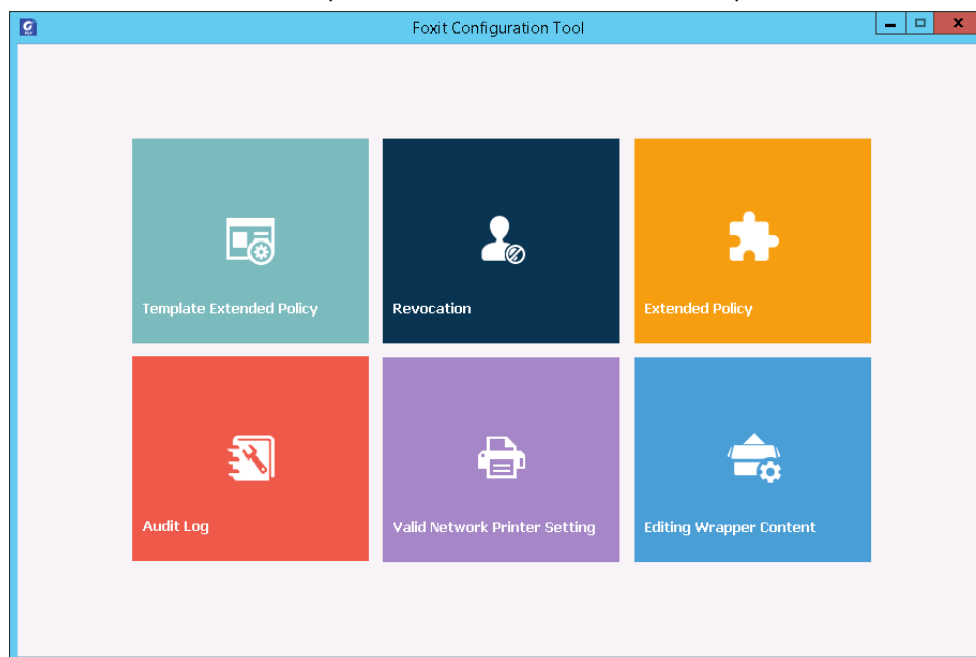 Foxit Configuration Tool
Template Extended Policy
Revocation
Extended Policy
Audit Log
Valid Network Printer Setting
Editing Wrapper Content